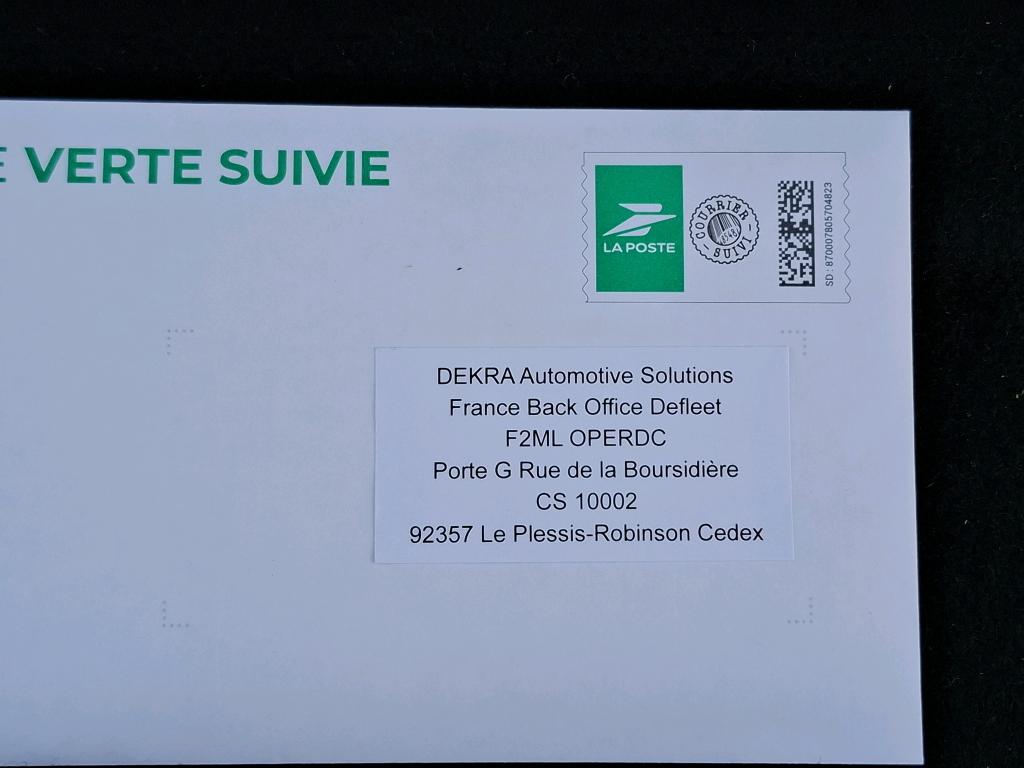 E VERTE SUIVIE
LA POSTE
COURRIER
SUIVI
SD : 870007805704823
DEKRA Automotive Solutions
France Back Office Defleet
F2ML OPERDC
Porte G Rue de la Boursidière
CS 10002
92357 Le Plessis-Robinson Cedex